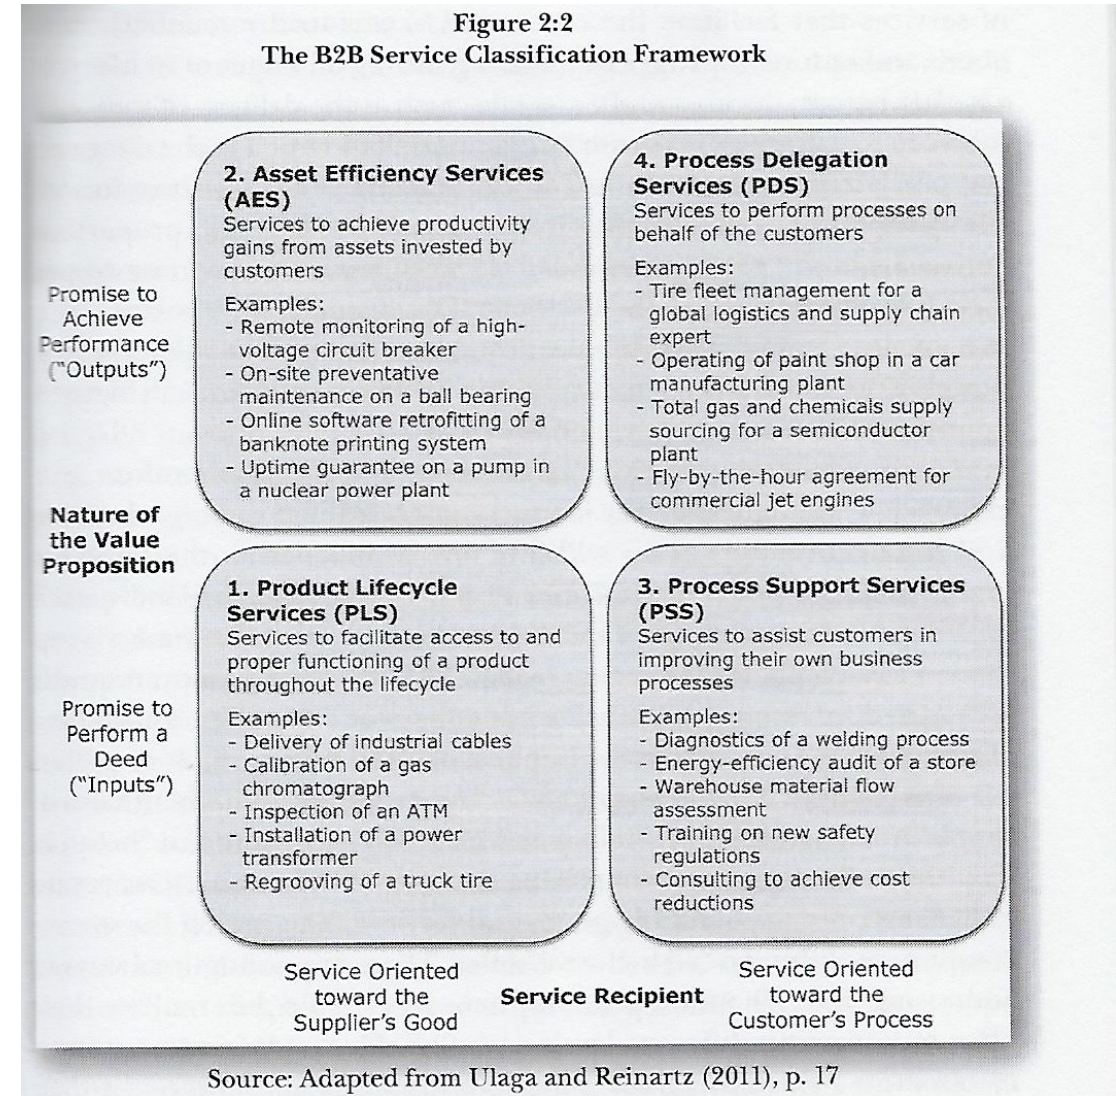 Figure 2:2
The B2B Service Classification Framework
2. Asset Efficiency Services
(AES)
Services to achieve productivity
gains from assets invested by
customers
Examples:
- Remote monitoring of a high-
voltage circuit breaker
- On-site preventative
maintenance on a ball bearing
- Online software retrofitting of a
banknote printing system
- Uptime guarantee on a pump in
a nuclear power plant
4. Process Delegation
Services (PDS)
Services to perform processes on
behalf of the customers
Examples:
- Tire fleet management for a
global logistics and supply chain
expert
- Operating of paint shop in a car
manufacturing plant
- Total gas and chemicals supply
sourcing for a semiconductor
plant
- Fly-by-the-hour agreement for
commercial jet engines
Promise to
Achieve
Performance
("Outputs")
Nature of
the Value
Proposition
Promise to
Perform a
Deed
("Inputs")
1. Product Lifecycle
Services (PLS)
Services to facilitate access to and
proper functioning of a product
throughout the lifecycle
Examples:
- Delivery of industrial cables
- Calibration of a gas
chromatograph
- Inspection of an ATM
- Installation of a power
transformer
- Regrooving of a truck tire
3. Process Support Services
(PSS)
Services to assist customers in
improving their own business
processes
Examples:
- Diagnostics of a welding process
- Energy-efficiency audit of a store
- Warehouse material flow
assessment
- Training on new safety
regulations
- Consulting to achieve cost
reductions
Service Oriented
toward the
Supplier's Good
Service Recipient
Service Oriented
toward the
Customer's Process
Source: Adapted from Ulaga and Reinartz (2011), p. 17